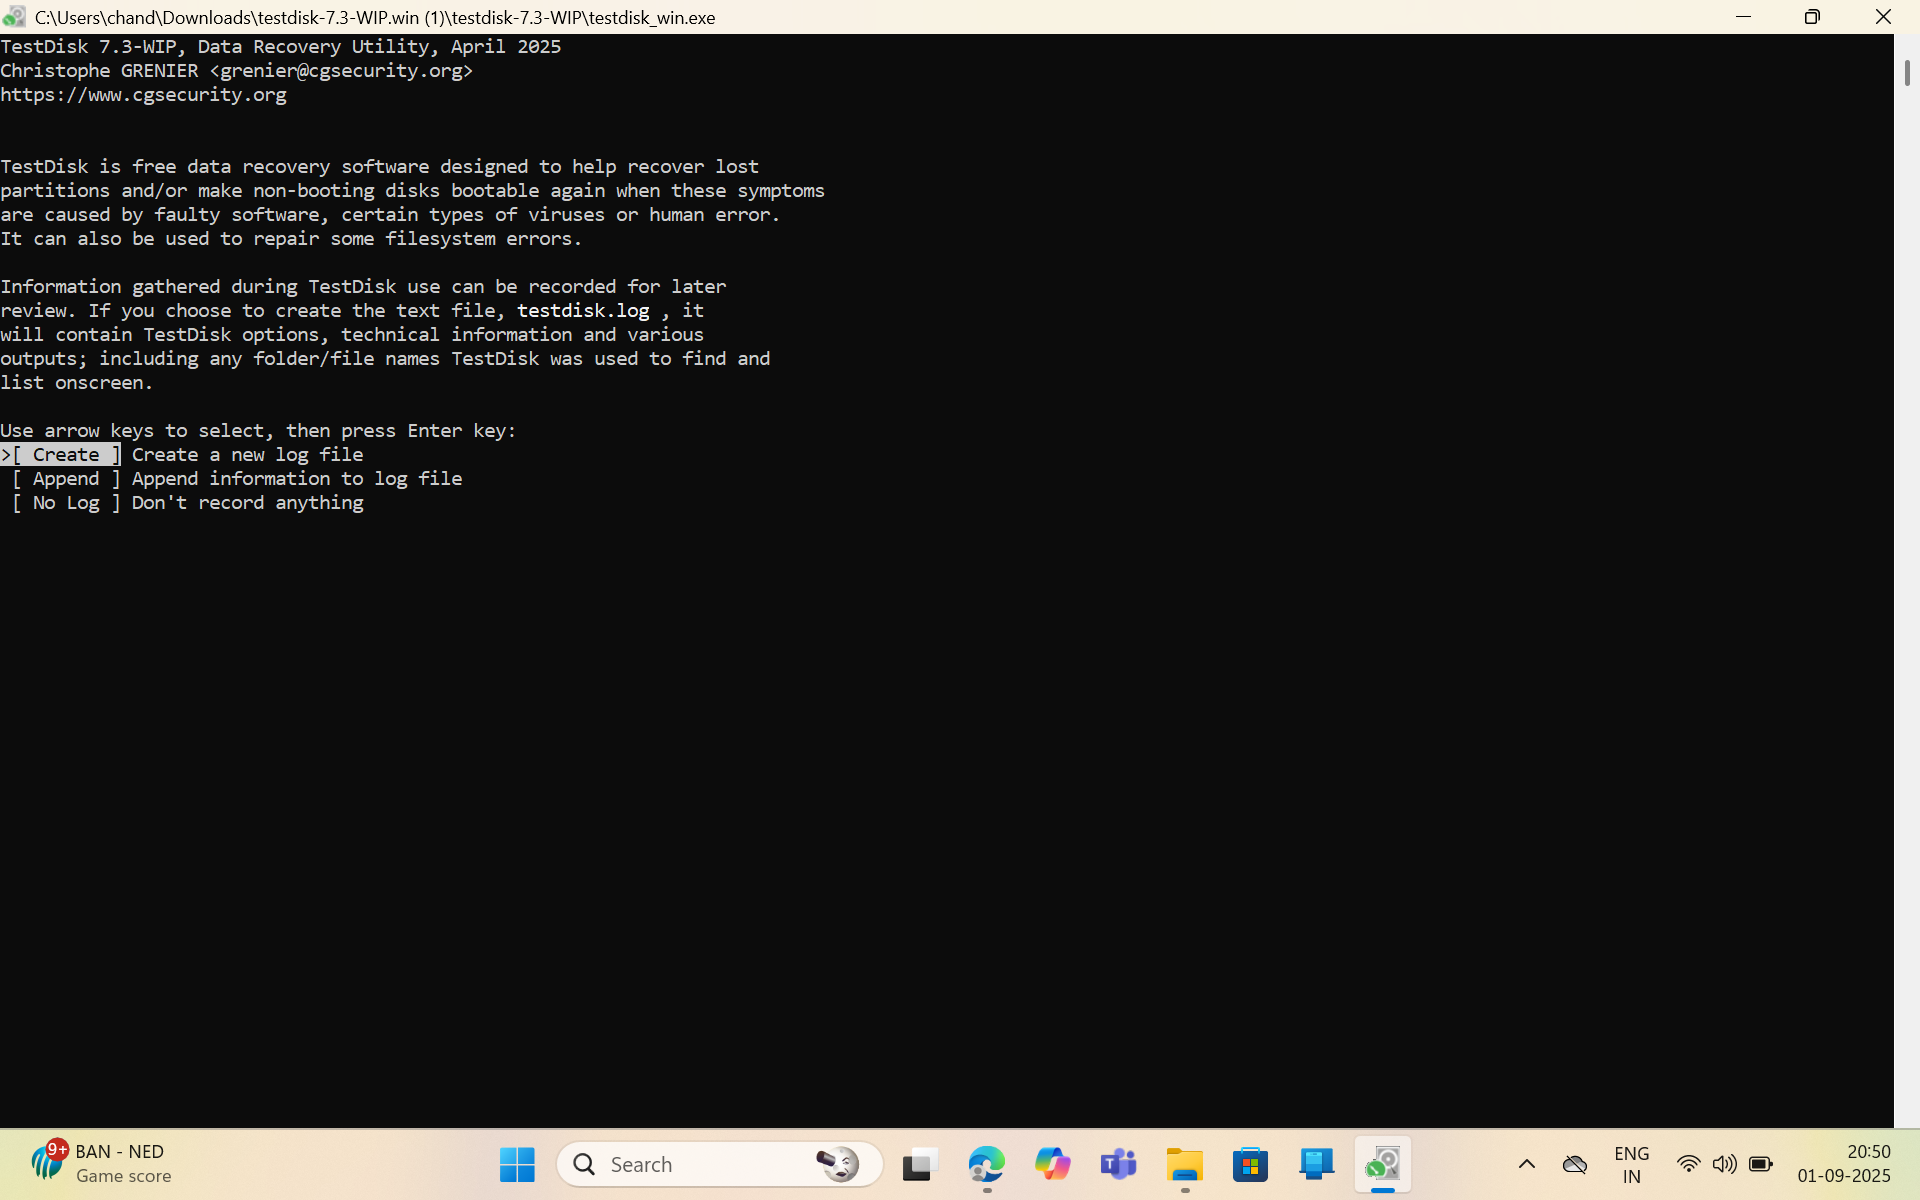 C:\Users\chand\Downloads\testdisk-7.3-WIP.win (1)\testdisk-7.3-WIP\testdisk_win.exe
TestDisk 7.3-WIP, Data Recovery Utility, April 2025
Christophe GRENIER <grenier@cgsecurity.org>
https://www.cgsecurity.org
TestDisk is free data recovery software designed to help recover lost
partitions and/or make non-booting disks bootable again when these symptoms
are caused by faulty software, certain types of viruses or human error.
It can also be used to repair some filesystem errors.
Information gathered during TestDisk use can be recorded for later
review. If you choose to create the text file, testdisk.log , it
will contain TestDisk options, technical information and various
outputs; including any folder/file names TestDisk was used to find and
list onscreen.
Use arrow keys to select, then press Enter key:
>[ Create ] Create a new log file
[ Append ] Append information to log file
[ No Log ] Don't record anything
9+
BAN - NED
Game score
Search
ENG
IN
20:50
01-09-2025